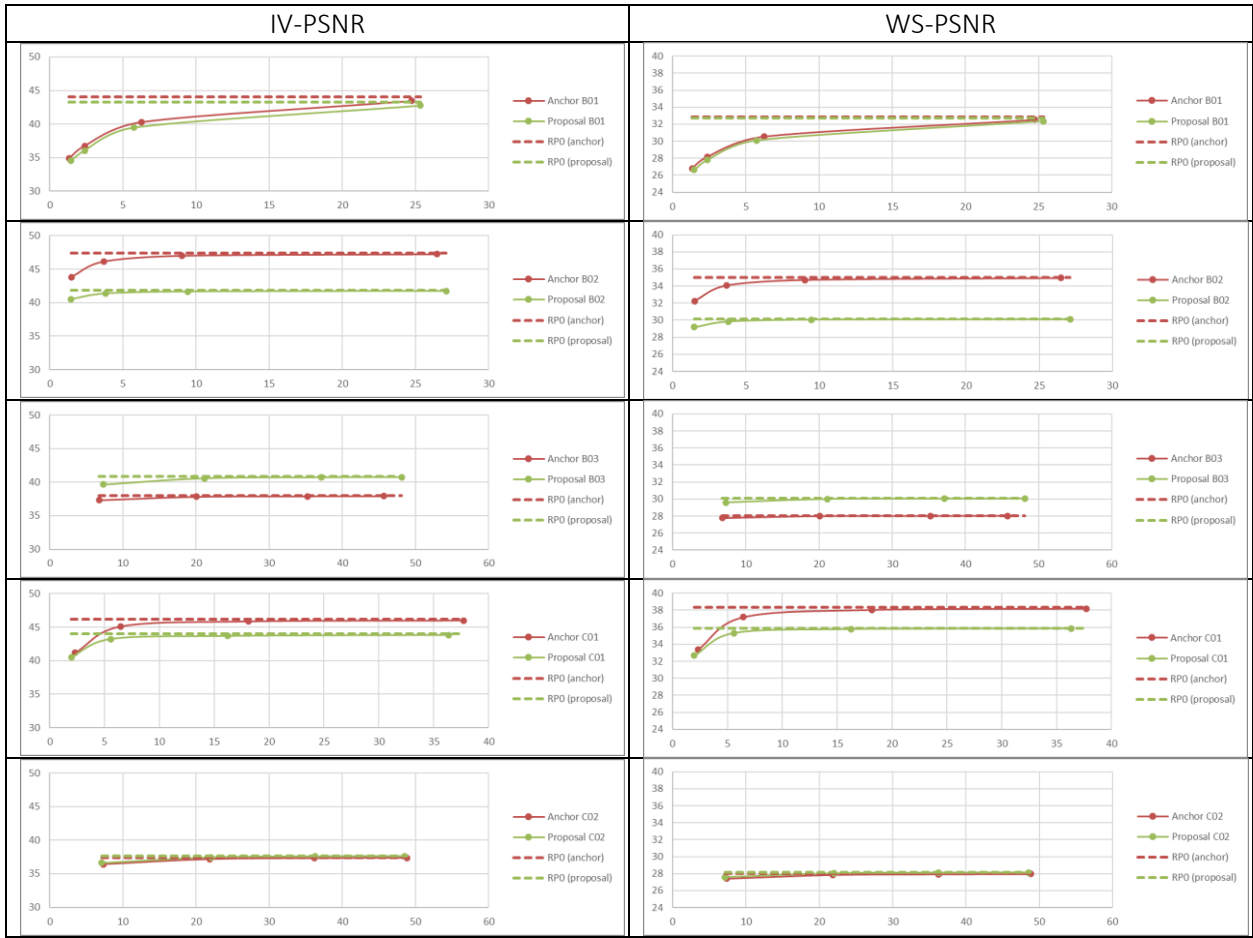 IV-PSNR
WS-PSNR
50
45
40
35
30
0 5 10 15 20 25 30
Anchor B01
Proposal B01
RP0 (anchor)
RP0 (proposal)
40
38
36
34
32
30
28
26
24
0 5 10 15 20 25 30
Anchor B01
Proposal B01
RP0 (anchor)
RP0 (proposal)
50
45
40
35
30
0 5 10 15 20 25 30
Anchor B02
Proposal B02
RP0 (anchor)
RP0 (proposal)
40
38
36
34
32
30
28
26
24
0 5 10 15 20 25 30
Anchor B02
Proposal B02
RP0 (anchor)
RP0 (proposal)
50
45
40
35
30
0 10 20 30 40 50 60
Anchor B03
Proposal B03
RP0 (anchor)
RP0 (proposal)
40
38
36
34
32
30
28
26
24
0 10 20 30 40 50 60
Anchor B03
Proposal B03
RP0 (anchor)
RP0 (proposal)
50
45
40
35
30
0 5 10 15 20 25 30 35 40
Anchor C01
Proposal C01
RP0 (anchor)
RP0 (proposal)
40
38
36
34
32
30
28
26
24
0 5 10 15 20 25 30 35 40
Anchor C01
Proposal C01
RP0 (anchor)
RP0 (proposal)
50
45
40
35
30
0 10 20 30 40 50 60
Anchor C02
Proposal C02
RP0 (anchor)
RP0 (proposal)
40
38
36
34
32
30
28
26
24
0 10 20 30 40 50 60
Anchor C02
Proposal C02
RP0 (anchor)
RP0 (proposal)